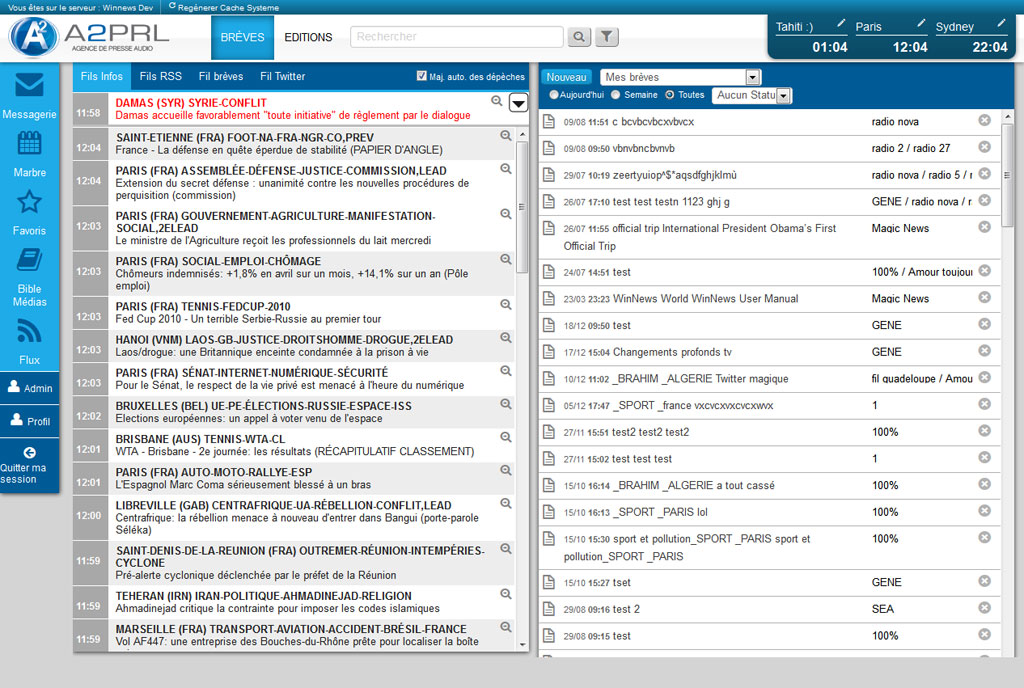 Vous êtes sur le serveur : Winnews Dev
Regénerer Cache Systeme
A2 A2PRL
AGENCE DE PRESSE AUDIO
BRÈVES
EDITIONS
Rechercher
Tahiti :)
01:04
Paris
12:04
Sydney
22:04
Messagerie
Marbre
Favoris
Bible
Médias
Flux
Admin
Profil
Quitter ma
session
Fils Infos
Fils RSS
Fil brèves
Fil Twitter
Maj. auto. des dépèches
11:58
DAMAS (SYR) SYRIE-CONFLIT
Damas accueille favorablement "toute initiative" de règlement par le dialogue
12:04
SAINT-ETIENNE (FRA) FOOT-NA-FRA-NGR-CO,PREV
France - La défense en quête éperdue de stabilité (PAPIER D'ANGLE)
12:04
PARIS (FRA) ASSEMBLÉE-DÉFENSE-JUSTICE-COMMISSION,LEAD
Extension du secret défense : unanimité contre les nouvelles procédures de
perquisition (commission)
12:03
PARIS (FRA) GOUVERNEMENT-AGRICULTURE-MANIFESTATION-
SOCIAL,2ELEAD
Le ministre de l'Agriculture reçoit les professionnels du lait mercredi
12:03
PARIS (FRA) SOCIAL-EMPLOI-CHÔMAGE
Chômeurs indemnisés: +1,8% en avril sur un mois, +14,1% sur un an (Pôle
emploi)
12:03
PARIS (FRA) TENNIS-FEDCUP-2010
Fed Cup 2010 - Un terrible Serbie-Russie au premier tour
12:03
HANOI (VNM) LAOS-GB-JUSTICE-DROITSHOMME-DROGUE,2ELEAD
Laos/drogue: une Britannique enceinte condamnée à la prison à vie
12:03
PARIS (FRA) SÉNAT-INTERNET-NUMÉRIQUE-SÉCURITÉ
Pour le Sénat, le respect de la vie privé est menacé à l'heure du numérique
12:02
BRUXELLES (BEL) UE-PE-ÉLECTIONS-RUSSIE-ESPACE-ISS
Elections européennes: un appel à voter venu de l'espace
12:01
BRISBANE (AUS) TENNIS-WTA-CL
WTA - Brisbane - 2e journée: les résultats (RÉCAPITULATIF CLASSEMENT)
12:01
PARIS (FRA) AUTO-MOTO-RALLYE-ESP
L'Espagnol Marc Coma sérieusement blessé à un bras
12:00
LIBREVILLE (GAB) CENTRAFRIQUE-UA-RÉBELLION-CONFLIT,LEAD
Centrafrique: la rébellion menace à nouveau d'entrer dans Bangui (porte-parole
Séléka)
11:59
SAINT-DENIS-DE-LA-REUNION (FRA) OUTREMER-RÉUNION-INTEMPÉRIES-
CYCLONE
Pré-alerte cyclonique déclenchée par le préfet de la Réunion
11:59
TEHERAN (IRN) IRAN-POLITIQUE-AHMADINEJAD-RELIGION
Ahmadinejad critique la contrainte pour imposer les codes islamiques
11:59
MARSEILLE (FRA) TRANSPORT-AVIATION-ACCIDENT-BRÉSIL-FRANCE
Vol AF447: une entreprise des Bouches-du-Rhône prête pour localiser la boîte
Nouveau
Mes brèves
Aujourd'hui
Semaine
Toutes
Aucun Statu
09/08 11:51 c bcvbcvbcxvbvcx radio nova
09/08 09:50 vbnvbncbvnvb radio 2 / radio 27
29/07 10:19 zeertyuiop^$*aqsdfghjklmù radio nova / radio 5 / r
26/07 17:10 test test testn 1123 ghj g GENE / radio nova / r
26/07 11:55 official trip International President Obama's First Magic News
Official Trip
24/07 14:51 test 100% / Amour toujou
23/03 23:23 WinNews World WinNews User Manual Magic News
18/12 09:50 test GENE
17/12 15:04 Changements profonds tv GENE
10/12 11:02 _BRAHIM _ALGERIE Twitter magique fil guadeloupe / Amou
05/12 17:47 _SPORT _france vxcvcxvxcvcxwvx 1
27/11 15:51 test2 test2 test2 100%
27/11 15:02 test test test 1
15/10 16:14 _BRAHIM _ALGERIE a tout cassé 100%
15/10 16:13 _SPORT _PARIS lol 100%
15/10 15:30 sport et pollution_SPORT _PARIS sport et 100%
pollution_SPORT _PARIS
15/10 15:27 tset GENE
29/08 09:16 test 2 SEA
29/08 09:15 test 100%